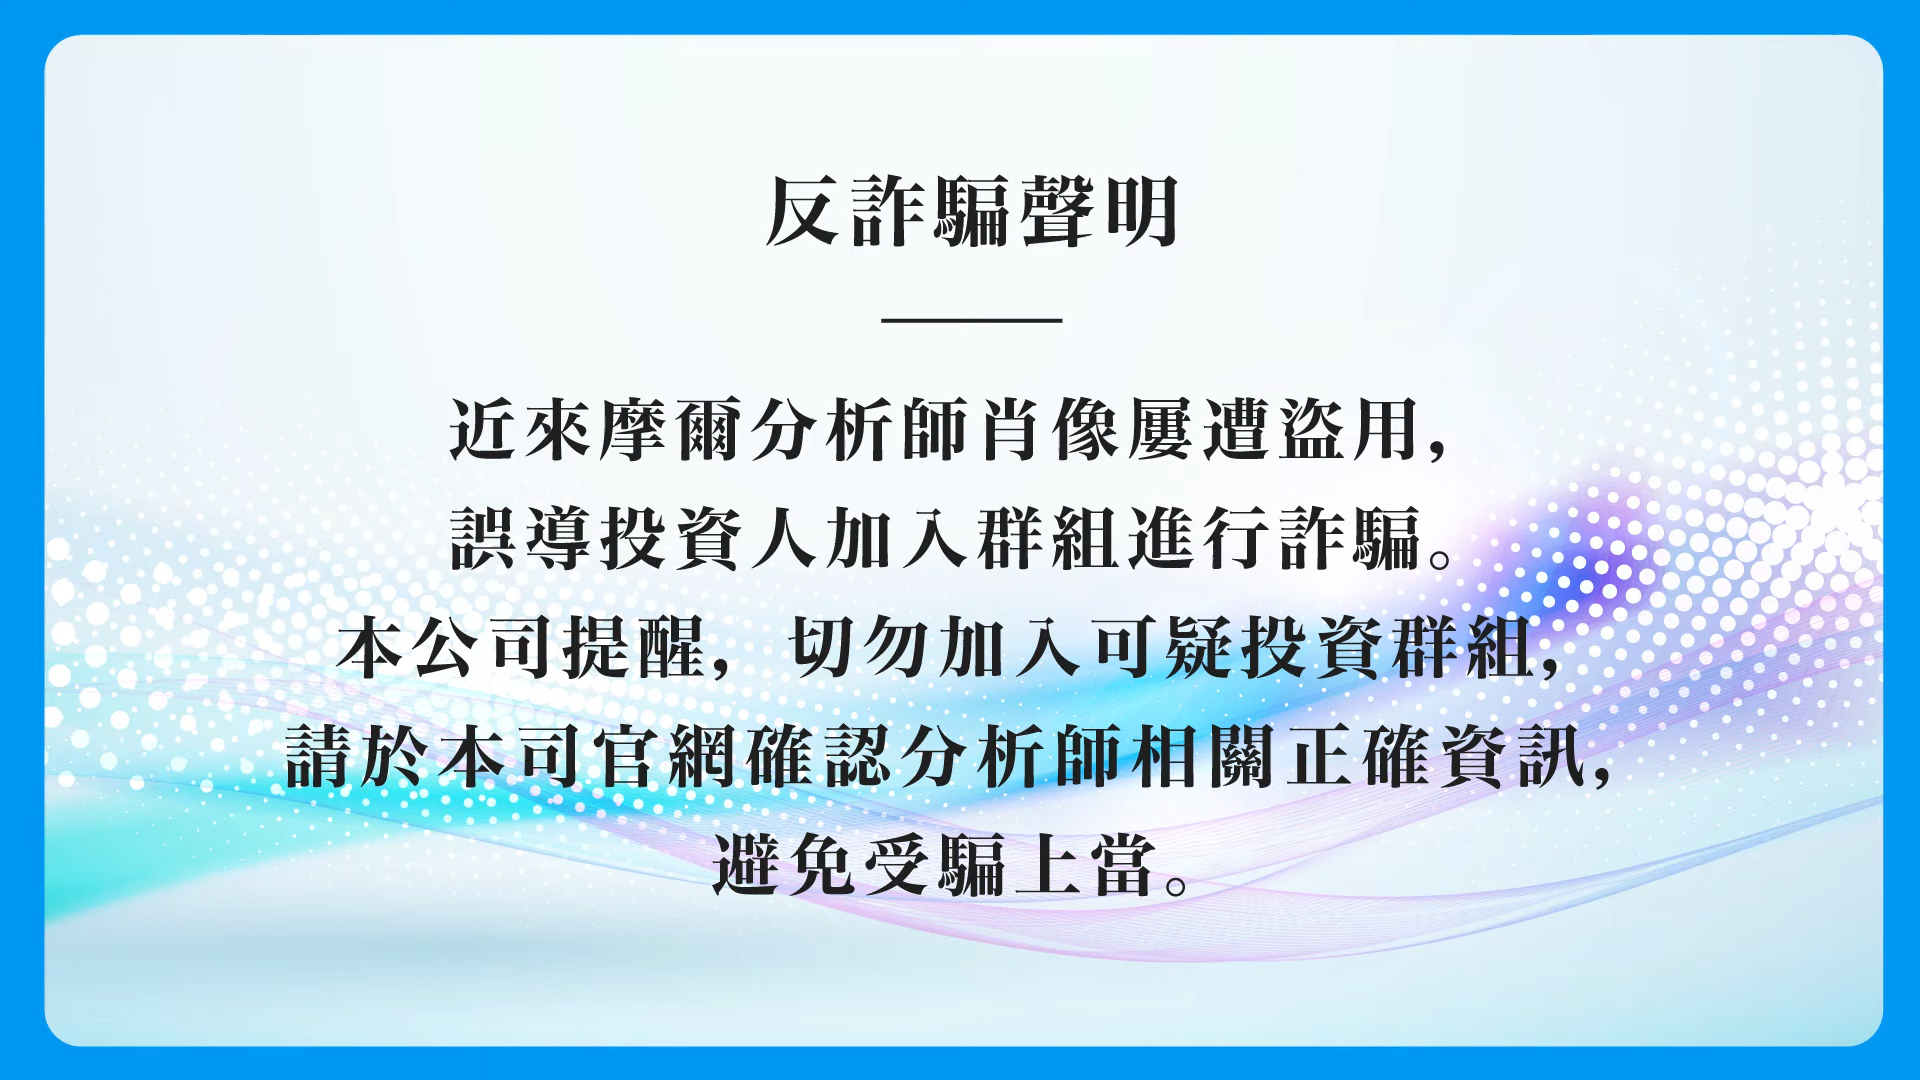 反詐騙聲明
近來摩爾分析師肖像屢遭盜用，
誤導投資人加入群組進行詐騙。
本公司提醒，切勿加入可疑投資群組，
請於本司官網確認分析師相關正確資訊，
避免受騙上當。